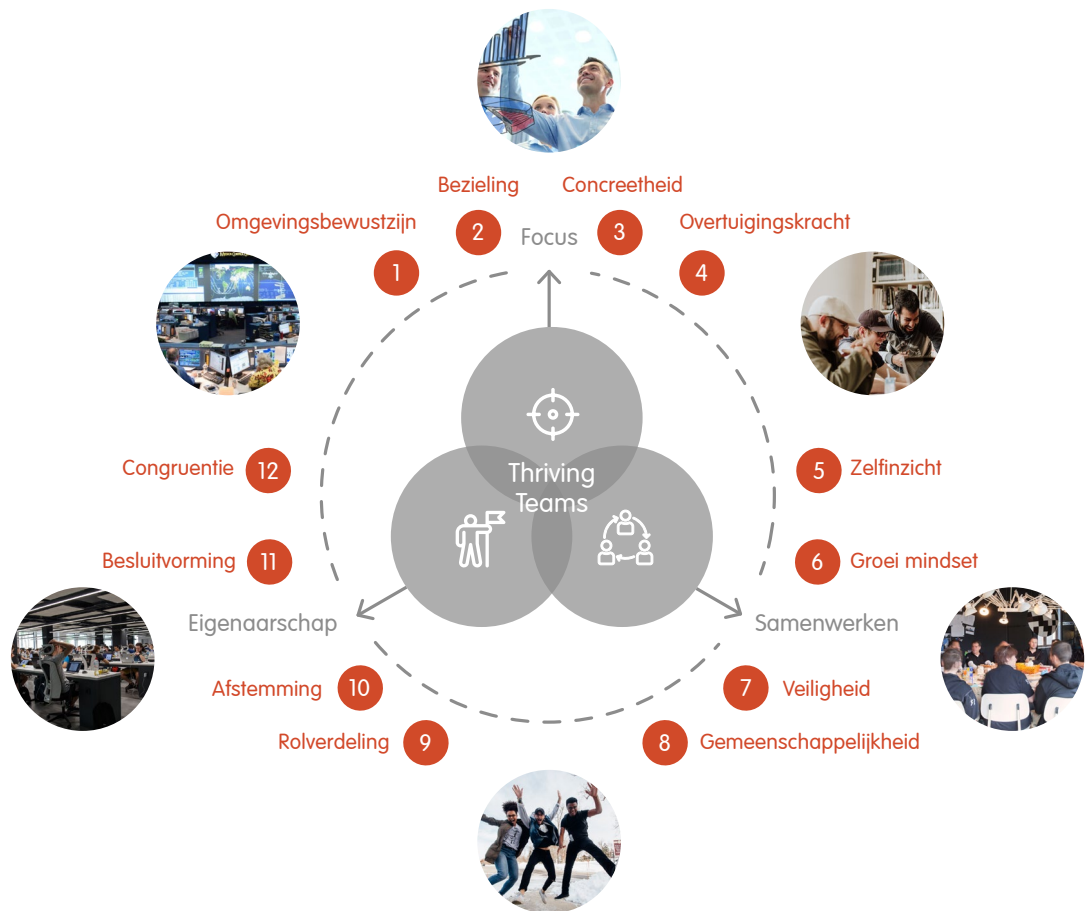 Bezieling
Concreetheid
Omgevingsbewustzijn
Overtuigingskracht
2
Focus
3
1
4
Thriving
Teams
Congruentie
12
5
Zelfinzicht
Besluitvorming
11
6
Groei mindset
Eigenaarschap
Samenwerken
Afstemming
10
7
Veiligheid
Rolverdeling
9
8
Gemeenschappelijkheid